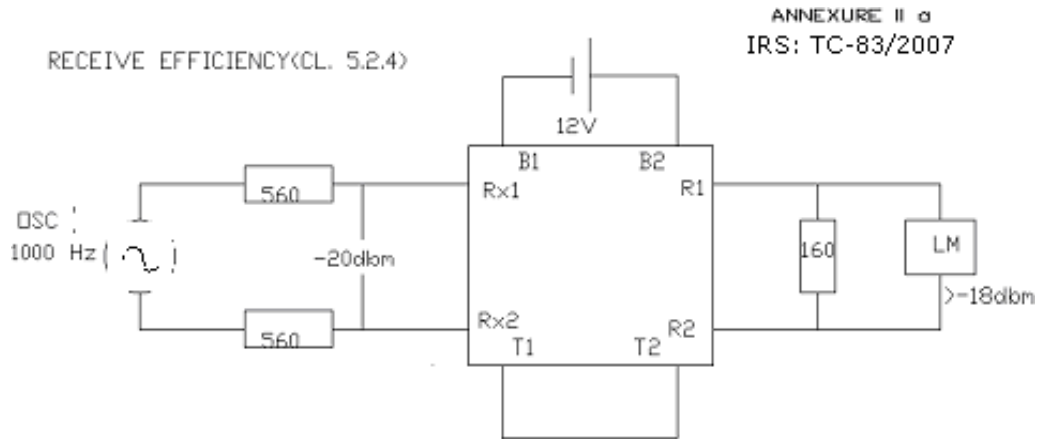 ANNEXURE II a
IRS: TC-83/2007
RECEIVE EFFICIENCY(CL. 5.2.4)
12V
B1
B2
Rx1
R1
560
OSC
1000 Hz
-20dbm
160
LM
>-18dbm
Rx2
R2
560
T1
T2